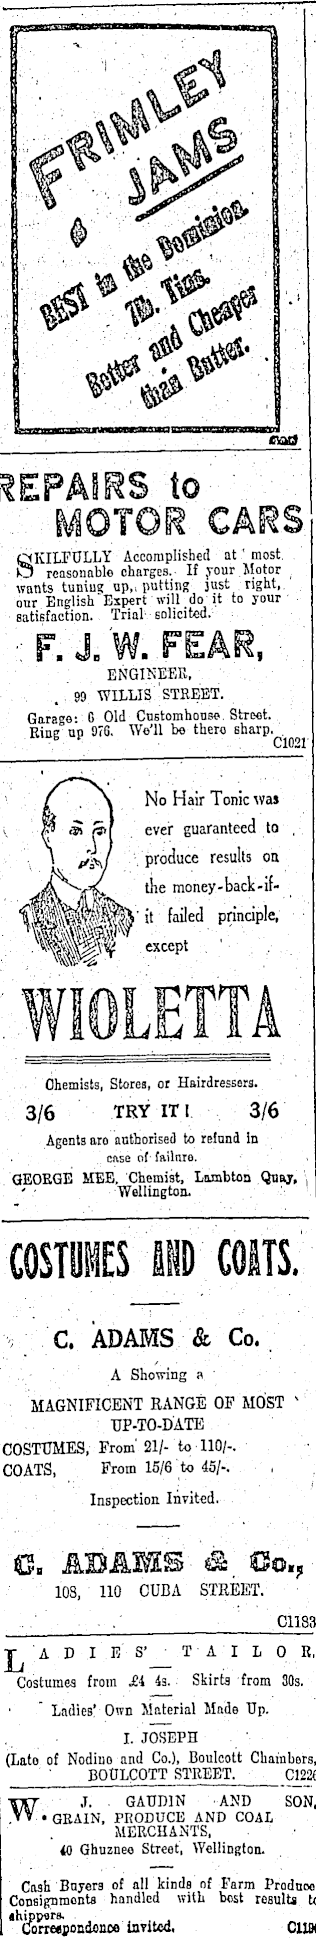 FRIMLEY
JAMS
BEST in the Dominion.
7lb. Tins.
Better and Cheaper
than Butter.
REPAIRS to
MOTOR CARS
SKILFULLY Accomplished at most
reasonable charges. If your Motor
wants tuning up, putting just right,
our English Expert will do it to your
satisfaction. Trial solicited.
F. J. W. FEAR,
ENGINEER,
99 WILLIS STREET.
Garage: 6 Old Customhouse Street.
Ring up 976. We'll be there sharp.
C1021
No Hair Tonic was
ever guaranteed to
produce results on
the money-back-if-
it failed principle,
except
WIOLETTA
Chemists, Stores, or Hairdressers.
3/6 TRY IT! 3/6
Agents are authorised to refund in
case of failure.
GEORGE MEE, Chemist, Lambton Quay,
Wellington.
COSTUMES AND COATS.
C. ADAMS & Co.
A Showing a
MAGNIFICENT RANGE OF MOST
UP-TO-DATE
COSTUMES, From 21/- to 110/-.
COATS, From 15/6 to 45/-.
Inspection Invited.
C. ADAMS & Co.,
108, 110 CUBA STREET.
C1183
LADIES' TAILOR,
Costumes from £4 4s. Skirts from 30s.
Ladies' Own Material Made Up.
I. JOSEPH
(Late of Nodine and Co.), Boulcott Chambers,
BOULCOTT STREET. C122
W. J. GAUDIN AND SON,
GRAIN, PRODUCE AND COAL
MERCHANTS,
40 Ghuznee Street, Wellington.
Cash Buyers of all kinds of Farm Produce
Consignments handled with best results to
shippers.
Correspondence invited. C119